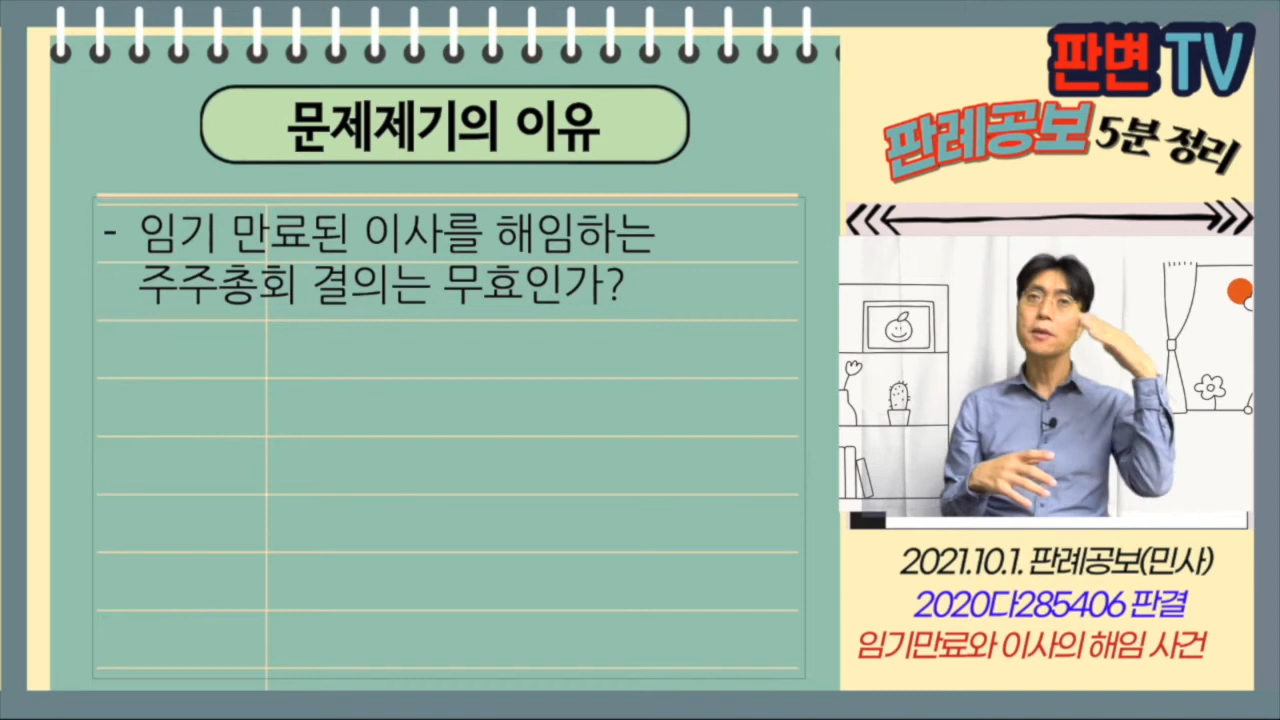 문제제기의 이유
- 임기 만료된 이사를 해임하는
주주총회 결의는 무효인가?
판변 TV
판례공보 5분 정리
2021.10.1. 판례공보(민사)
2020다285406 판결
임기만료와 이사의 해임 사건